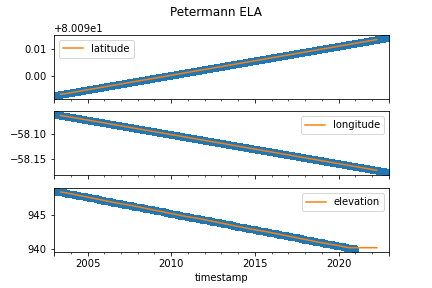 Petermann ELA
+8.009e1
0.01
0.00
latitude
−58.10
−58.15
longitude
945
940
elevation
2005
2010
2015
2020
timestamp